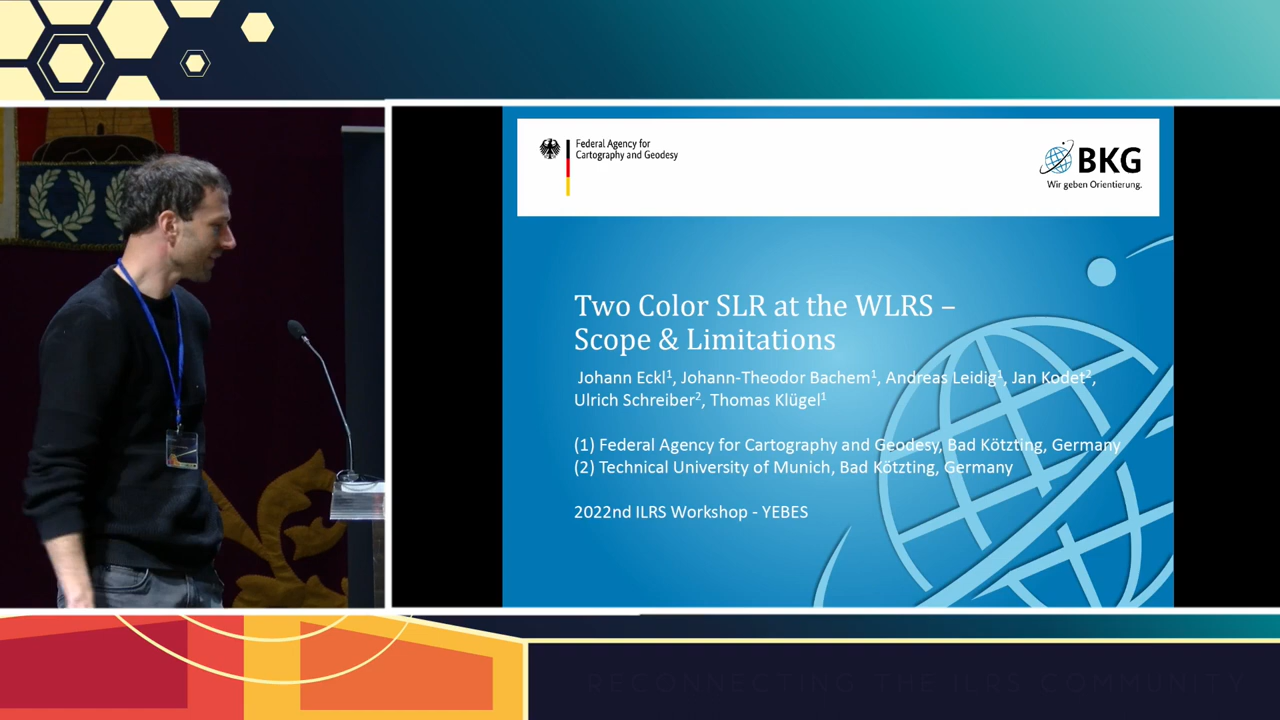 Federal Agency for
Cartography and Geodesy
BKG
Wir geben Orientierung.
Two Color SLR at the WLRS –
Scope & Limitations
Johann Eckl¹, Johann-Theodor Bachem¹, Andreas Leidig¹, Jan Kodet²,
Ulrich Schreiber², Thomas Klügel¹
(1) Federal Agency for Cartography and Geodesy, Bad Kötzting, Germany
(2) Technical University of Munich, Bad Kötzting, Germany
2022nd ILRS Workshop - YEBES
RECONNECTING THE ILRS COMMUNITY